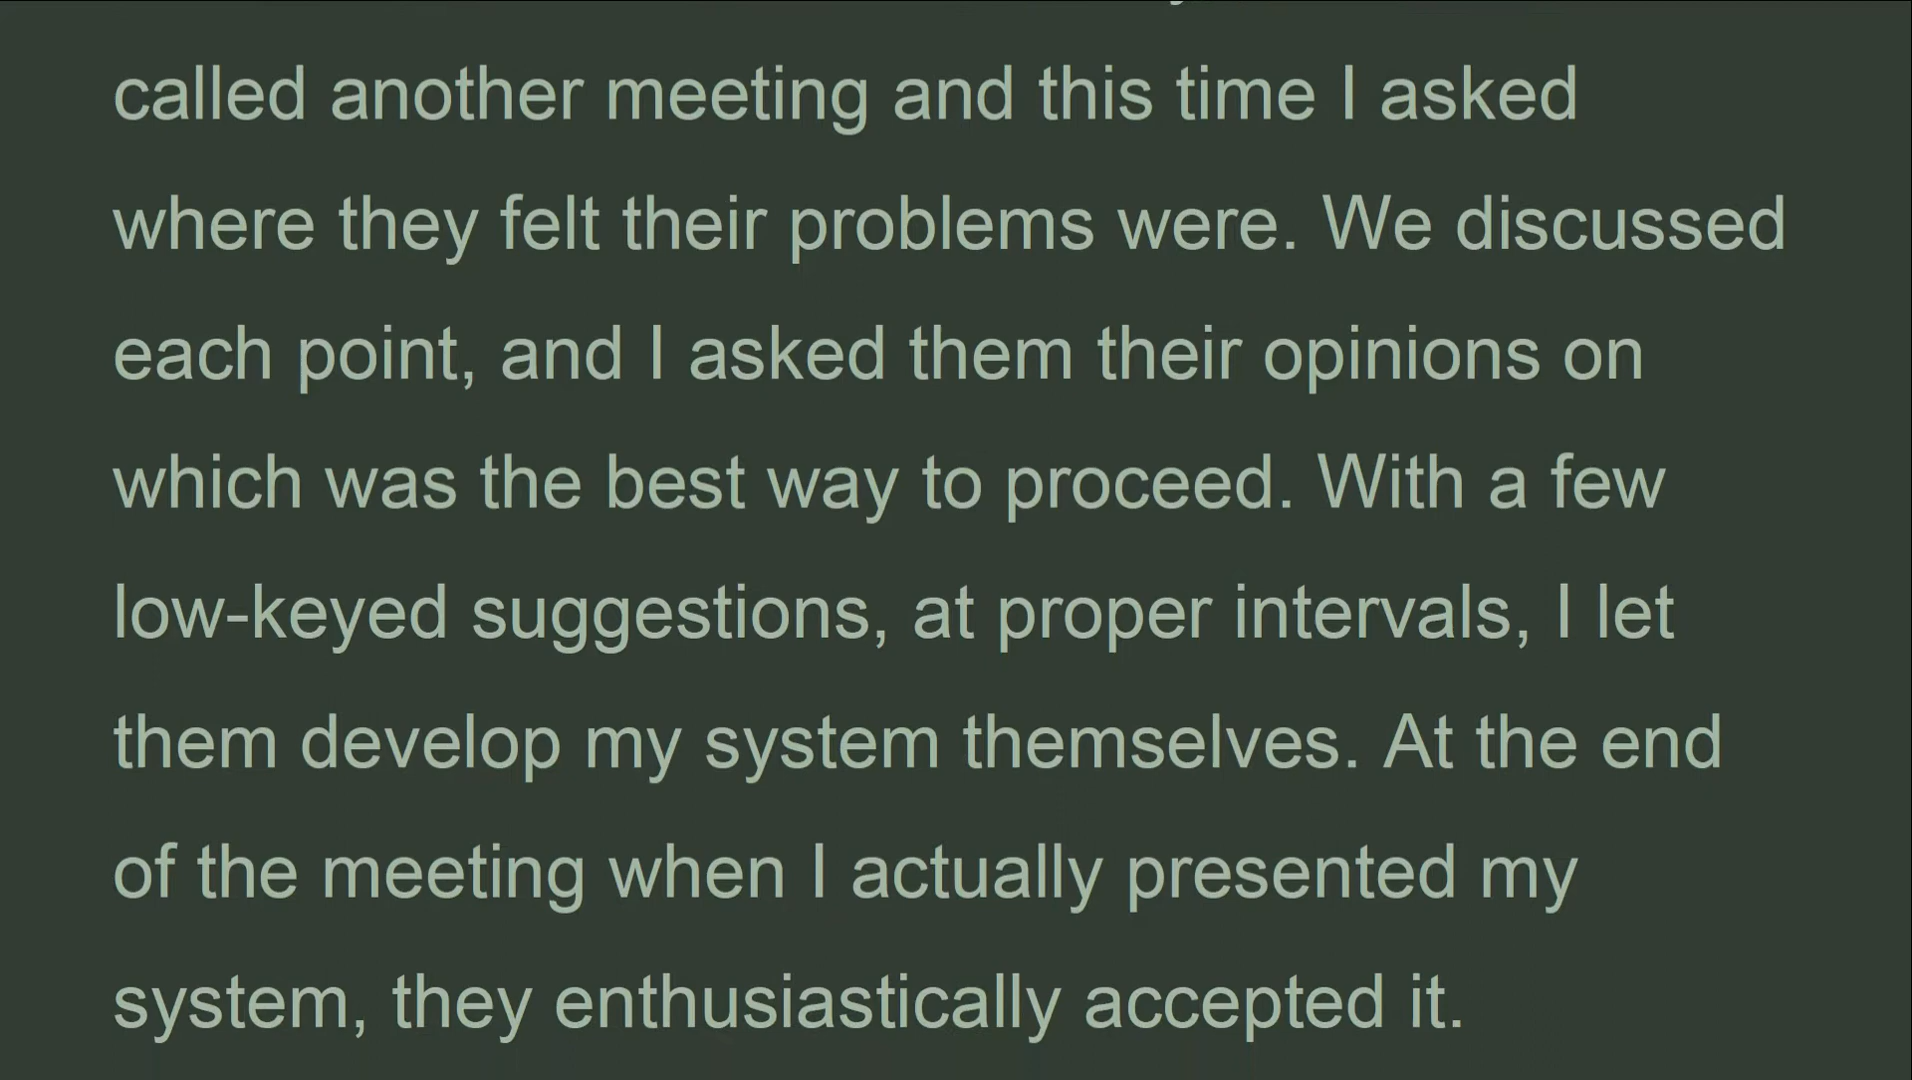 called another meeting and this time I asked
where they felt their problems were. We discussed
each point, and I asked them their opinions on
which was the best way to proceed. With a few
low-keyed suggestions, at proper intervals, I let
them develop my system themselves. At the end
of the meeting when I actually presented my
system, they enthusiastically accepted it.